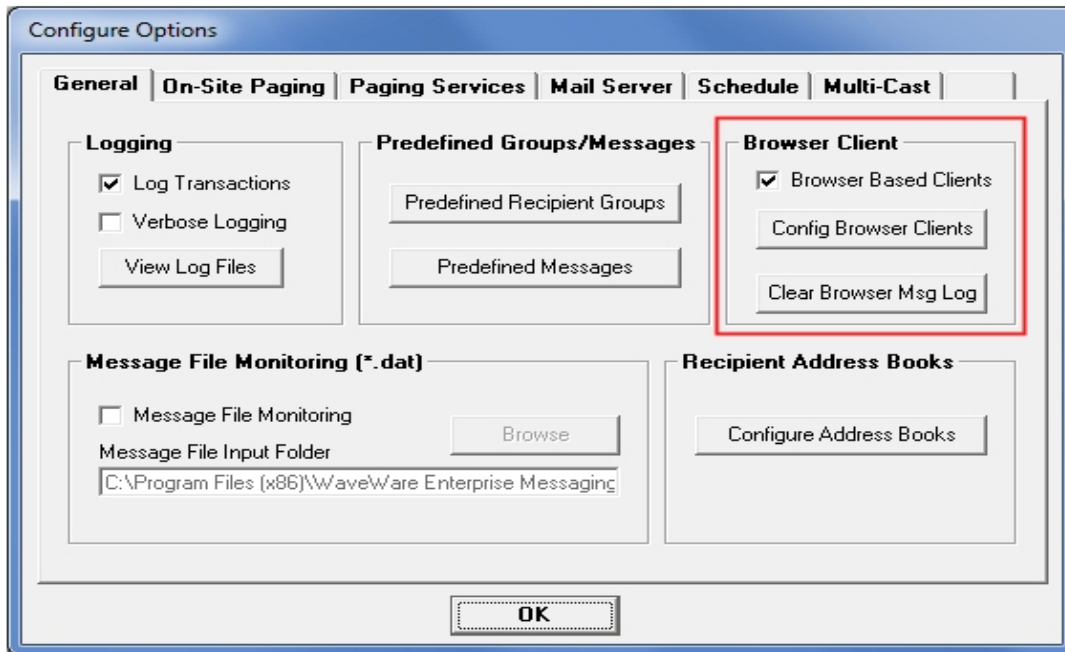 Configure Options
General
On-Site Paging
Paging Services
Mail Server
Schedule
Multi-Cast
Logging
Log Transactions
Verbose Logging
View Log Files
Predefined Groups/Messages
Predefined Recipient Groups
Predefined Messages
Browser Client
Browser Based Clients
Config Browser Clients
Clear Browser Msg Log
Message File Monitoring (*.dat)
Message File Monitoring
Browse
Message File Input Folder
C:\Program Files (x86)\WaveWare Enterprise Messaging
Recipient Address Books
Configure Address Books
OK